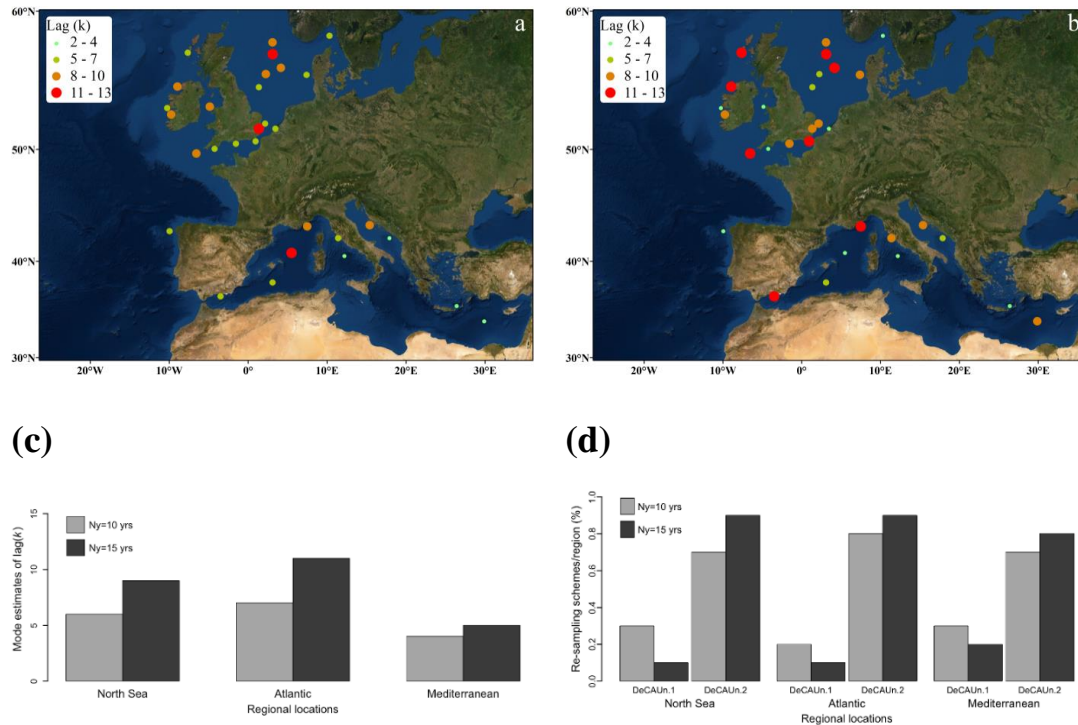 60°N
50°N
40°N
30°N
20°W
10°W
0°
10°E
20°E
30°E
Lag (k)
2 - 4
5 - 7
8 - 10
11 - 13
a
60°N
50°N
40°N
30°N
20°W
10°W
0°
10°E
20°E
30°E
Lag (k)
2 - 4
5 - 7
8 - 10
11 - 13
b
(c)
Mode estimates of lag(k)
15
10
5
0
Ny=10 yrs
Ny=15 yrs
North Sea
Atlantic
Mediterranean
Regional locations
(d)
Re-sampling schemes/region (%)
1.0
0.8
0.6
0.4
0.2
0.0
Ny=10 yrs
Ny=15 yrs
DeCAUn.1
DeCAUn.2
DeCAUn.1
DeCAUn.2
DeCAUn.1
DeCAUn.2
North Sea
Atlantic
Mediterranean
Regional locations